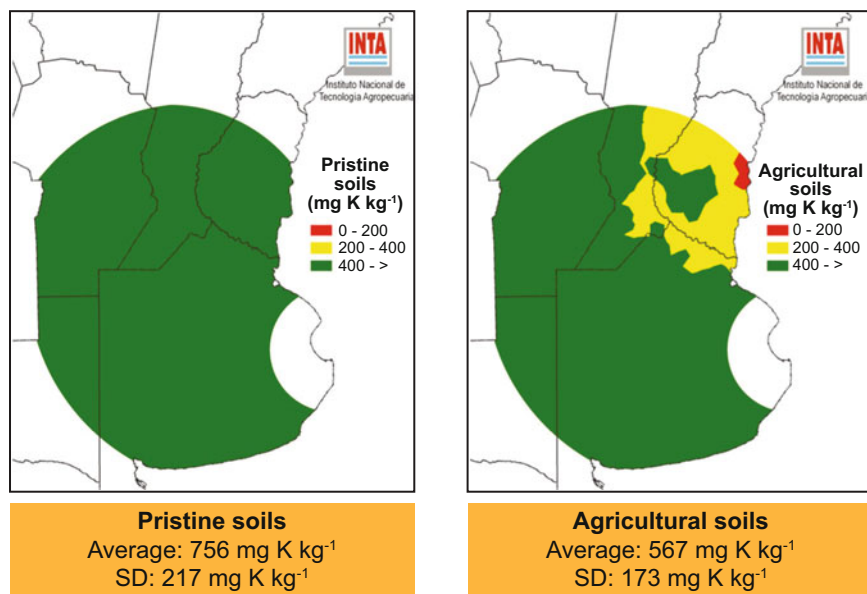 INTA
Instituto Nacional de
Tecnología Agropecuaria
Pristine
soils
(mg K kg⁻¹)
0 - 200
200 - 400
400 - >
Pristine soils
Average: 756 mg K kg⁻¹
SD: 217 mg K kg⁻¹
INTA
Instituto Nacional de
Tecnología Agropecuaria
Agricultural
soils
(mg K kg⁻¹)
0 - 200
200 - 400
400 - >
Agricultural soils
Average: 567 mg K kg⁻¹
SD: 173 mg K kg⁻¹